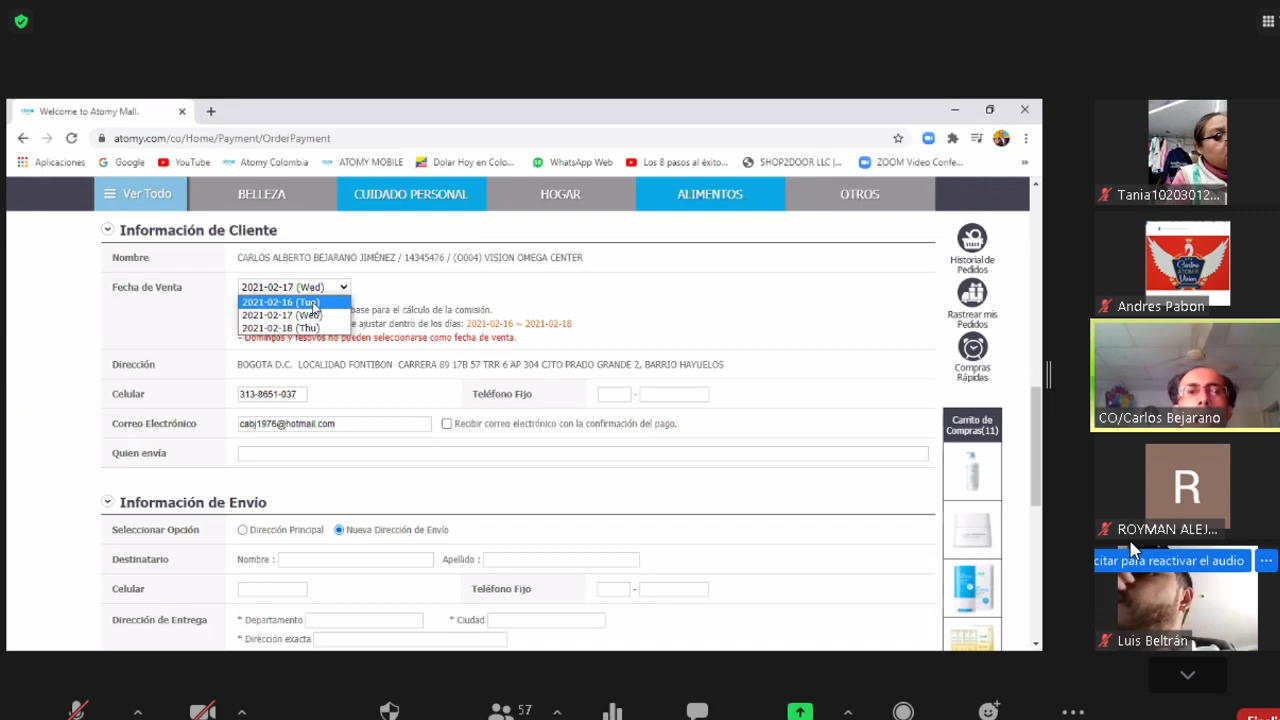 Welcome to Atomy Mall.
atomy.com/co/Home/Payment/OrderPayment
Aplicaciones
Google
YouTube
Atomy Colombia
ATOMY MOBILE
Dolar Hoy en Colo...
WhatsApp Web
Los 8 pasos al éxito...
SHOP2DOOR LLC |...
ZOOM Video Confe...
»
Ver Todo
BELLEZA
CUIDADO PERSONAL
HOGAR
ALIMENTOS
OTROS
Información de Cliente
Nombre
CARLOS ALBERTO BEJARANO JIMÉNEZ / 14345476 / (O004) VISION OMEGA CENTER
Fecha de Venta
2021-02-17 (Wed)
2021-02-16 (Tue)
2021-02-17 (Wed)
2021-02-18 (Thu)
base para el cálculo de la comisión.
e ajustar dentro de los días: 2021-02-16 ~ 2021-02-18
- Domingos y festivos no pueden seleccionarse como fecha de venta.
Dirección
BOGOTA D.C. LOCALIDAD FONTIBON CARRERA 89 17B 57 TRR 6 AP 304 CITO PRADO GRANDE 2, BARRIO HAYUELOS
Celular
313-8651-037
Teléfono Fijo
-
Correo Electrónico
cabj1976@hotmail.com
Recibir correo electrónico con la confirmación del pago.
Quien envía
Información de Envío
Seleccionar Opción
Dirección Principal
Nueva Dirección de Envío
Destinatario
Nombre :
Apellido :
Celular
Teléfono Fijo
-
Dirección de Entrega
* Departamento
* Ciudad
* Dirección exacta
Historial de
Pedidos
Rastrear mis
Pedidos
Compras
Rápidas
Carrito de
Compras(11)
Tania10203012...
Andres Pabon
CO/Carlos Bejarano
R
ROYMAN ALEJ...
citar para reactivar el audio
...
Luis Beltrán
57